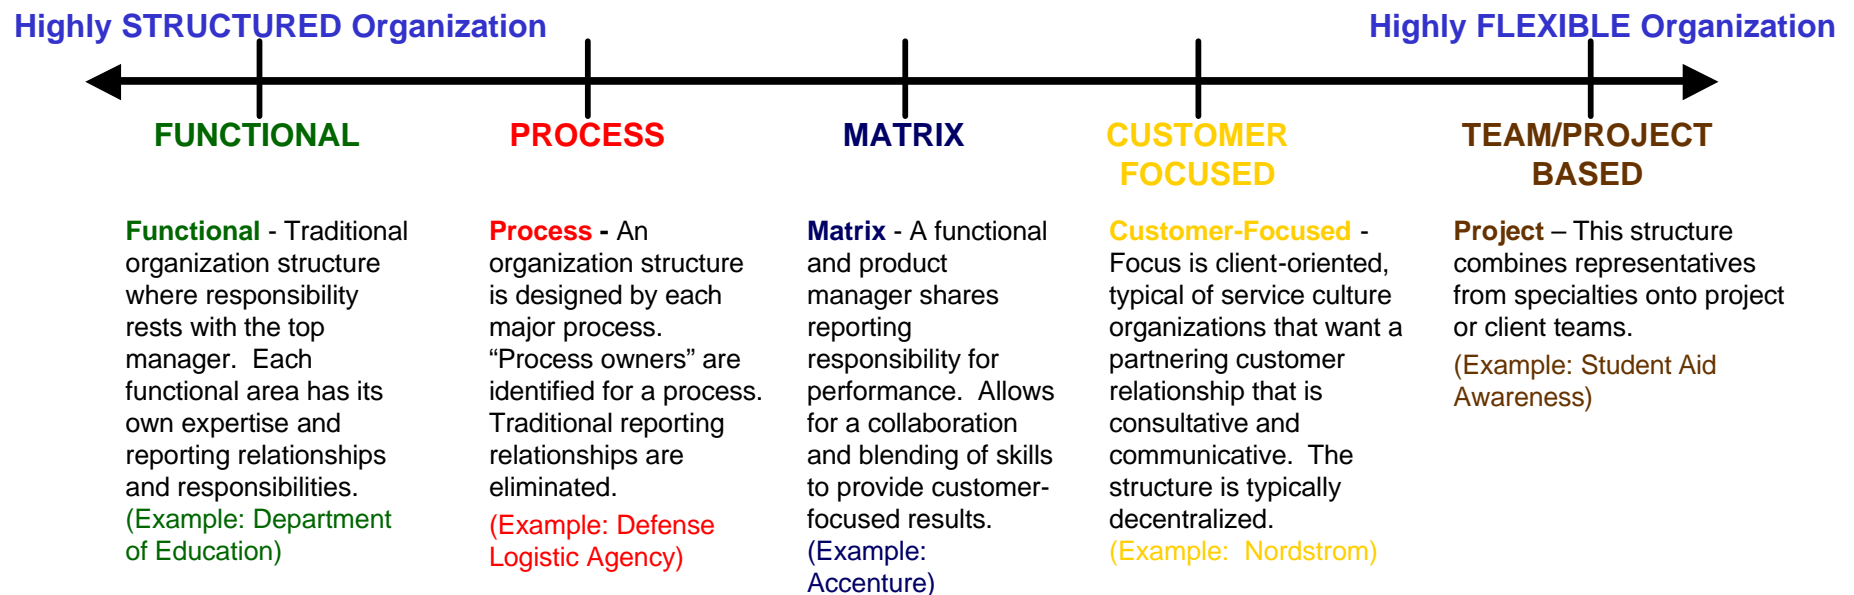 Highly STRUCTURED Organization
Highly FLEXIBLE Organization
FUNCTIONAL
PROCESS
MATRIX
CUSTOMER
FOCUSED
TEAM/PROJECT
BASED
Functional - Traditional
organization structure
where responsibility
rests with the top
manager.  Each
functional area has its
own expertise and
reporting relationships
and responsibilities.
(Example: Department
of Education)
Process - An
organization structure
is designed by each
major process.
“Process owners” are
identified for a process.
Traditional reporting
relationships are
eliminated.
(Example: Defense
Logistic Agency)
Matrix - A functional
and product
manager shares
reporting
responsibility for
performance.  Allows
for a collaboration
and blending of skills
to provide customer-
focused results.
(Example:
Accenture)
Customer-Focused -
Focus is client-oriented,
typical of service culture
organizations that want a
partnering customer
relationship that is
consultative and
communicative.  The
structure is typically
decentralized.
(Example:  Nordstrom)
Project – This structure
combines representatives
from specialties onto project
or client teams.
(Example: Student Aid
Awareness)